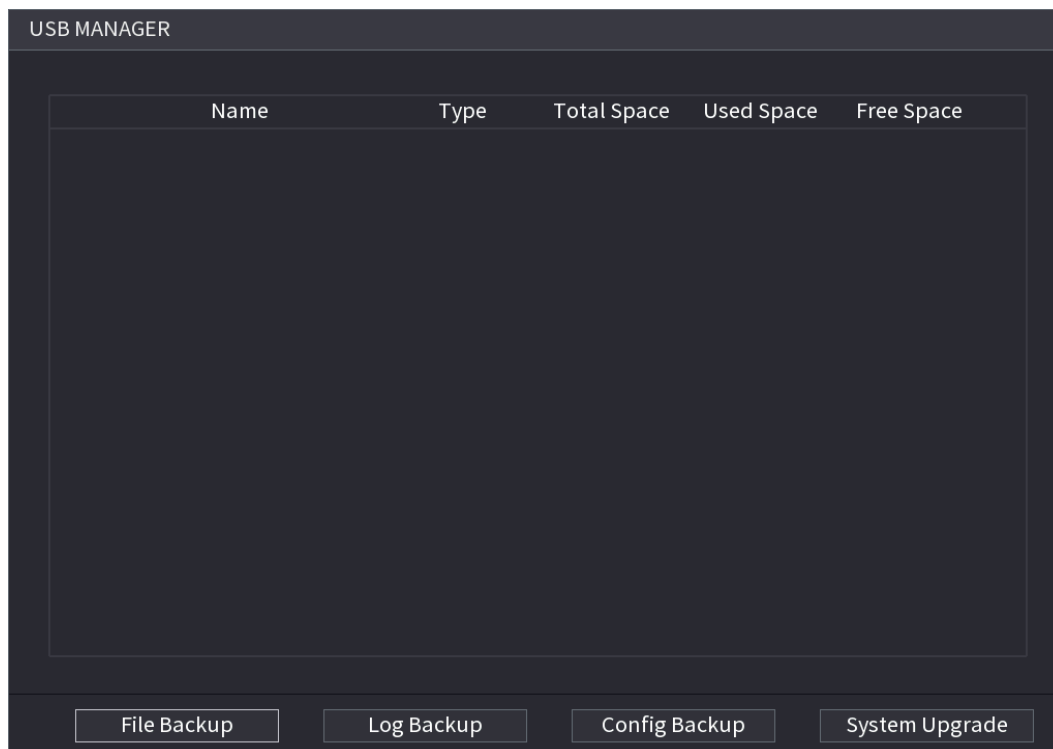 USB MANAGER
Name Type Total Space Used Space Free Space
File Backup Log Backup Config Backup System Upgrade